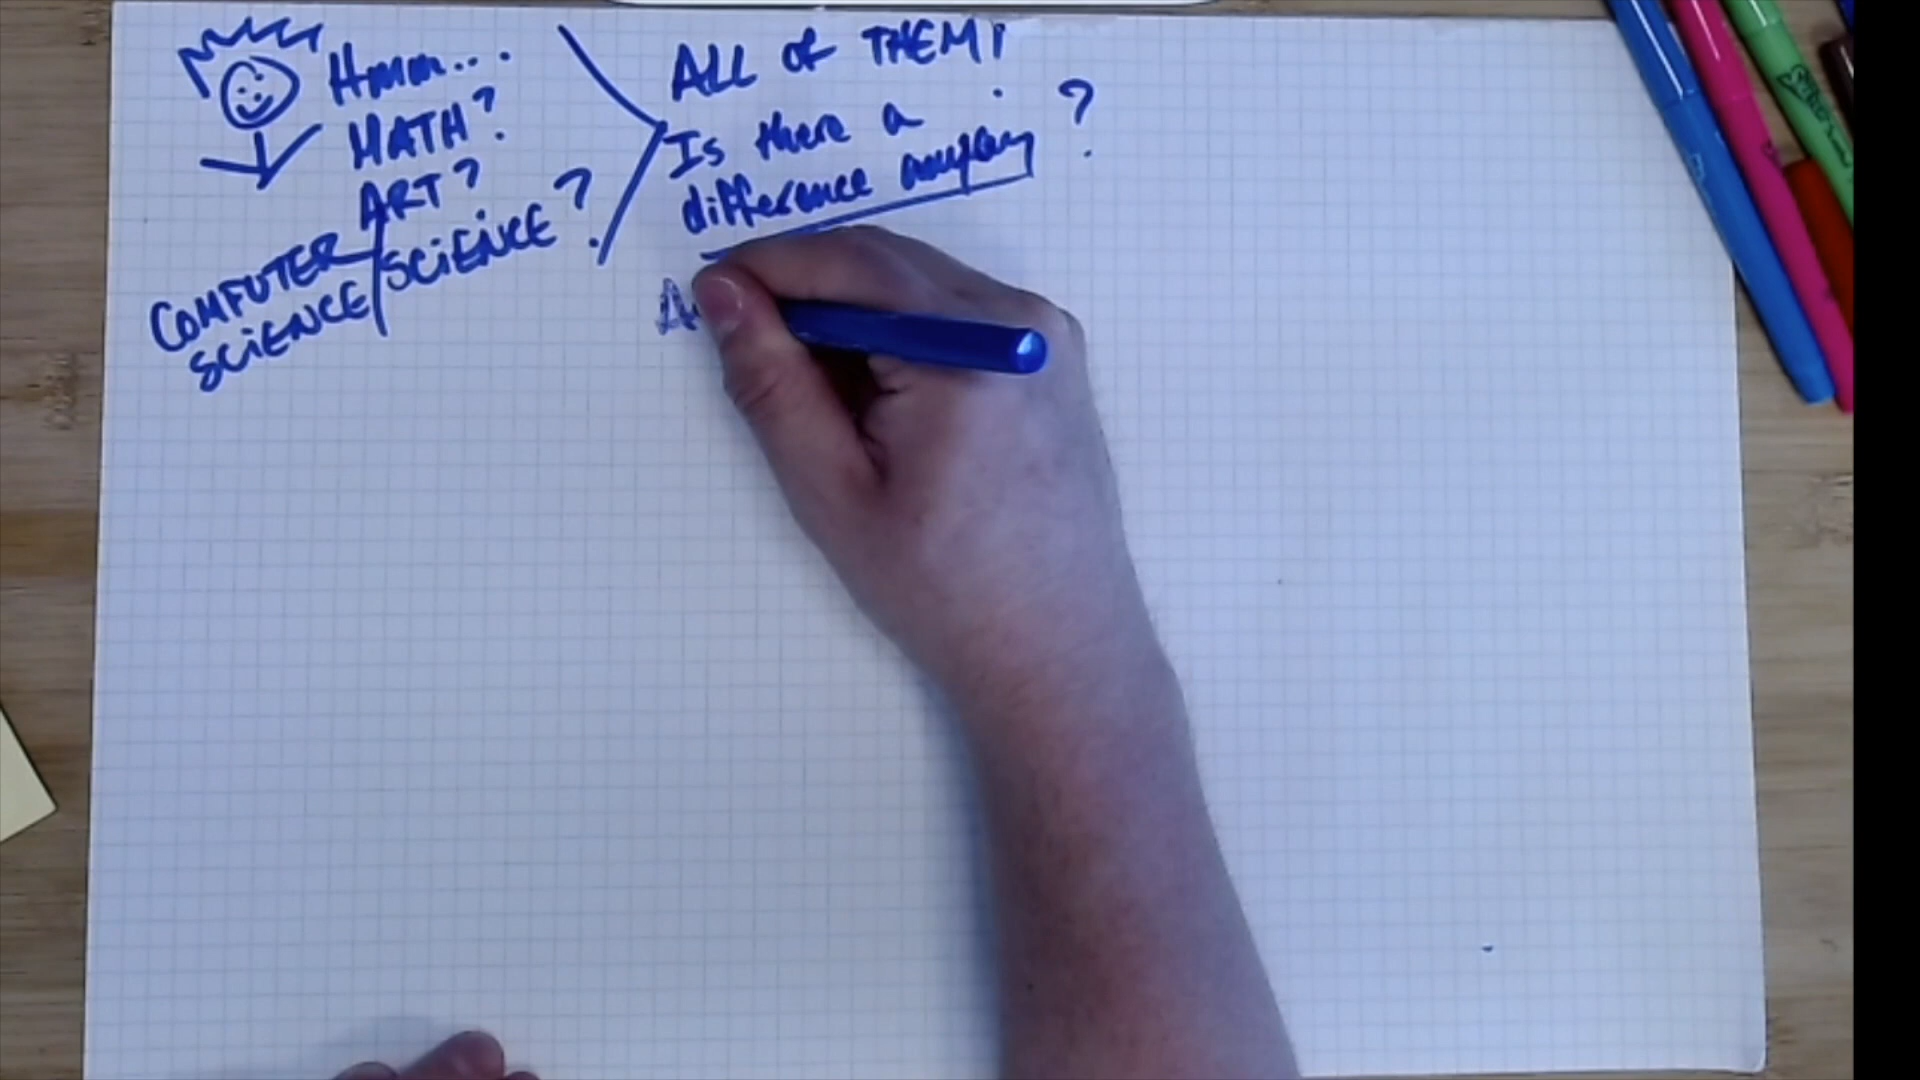 Hmm...
MATH?
ART?
SCIENCE?
COMPUTER
SCIENCE
ALL OF THEM!
Is there a
difference anyway?